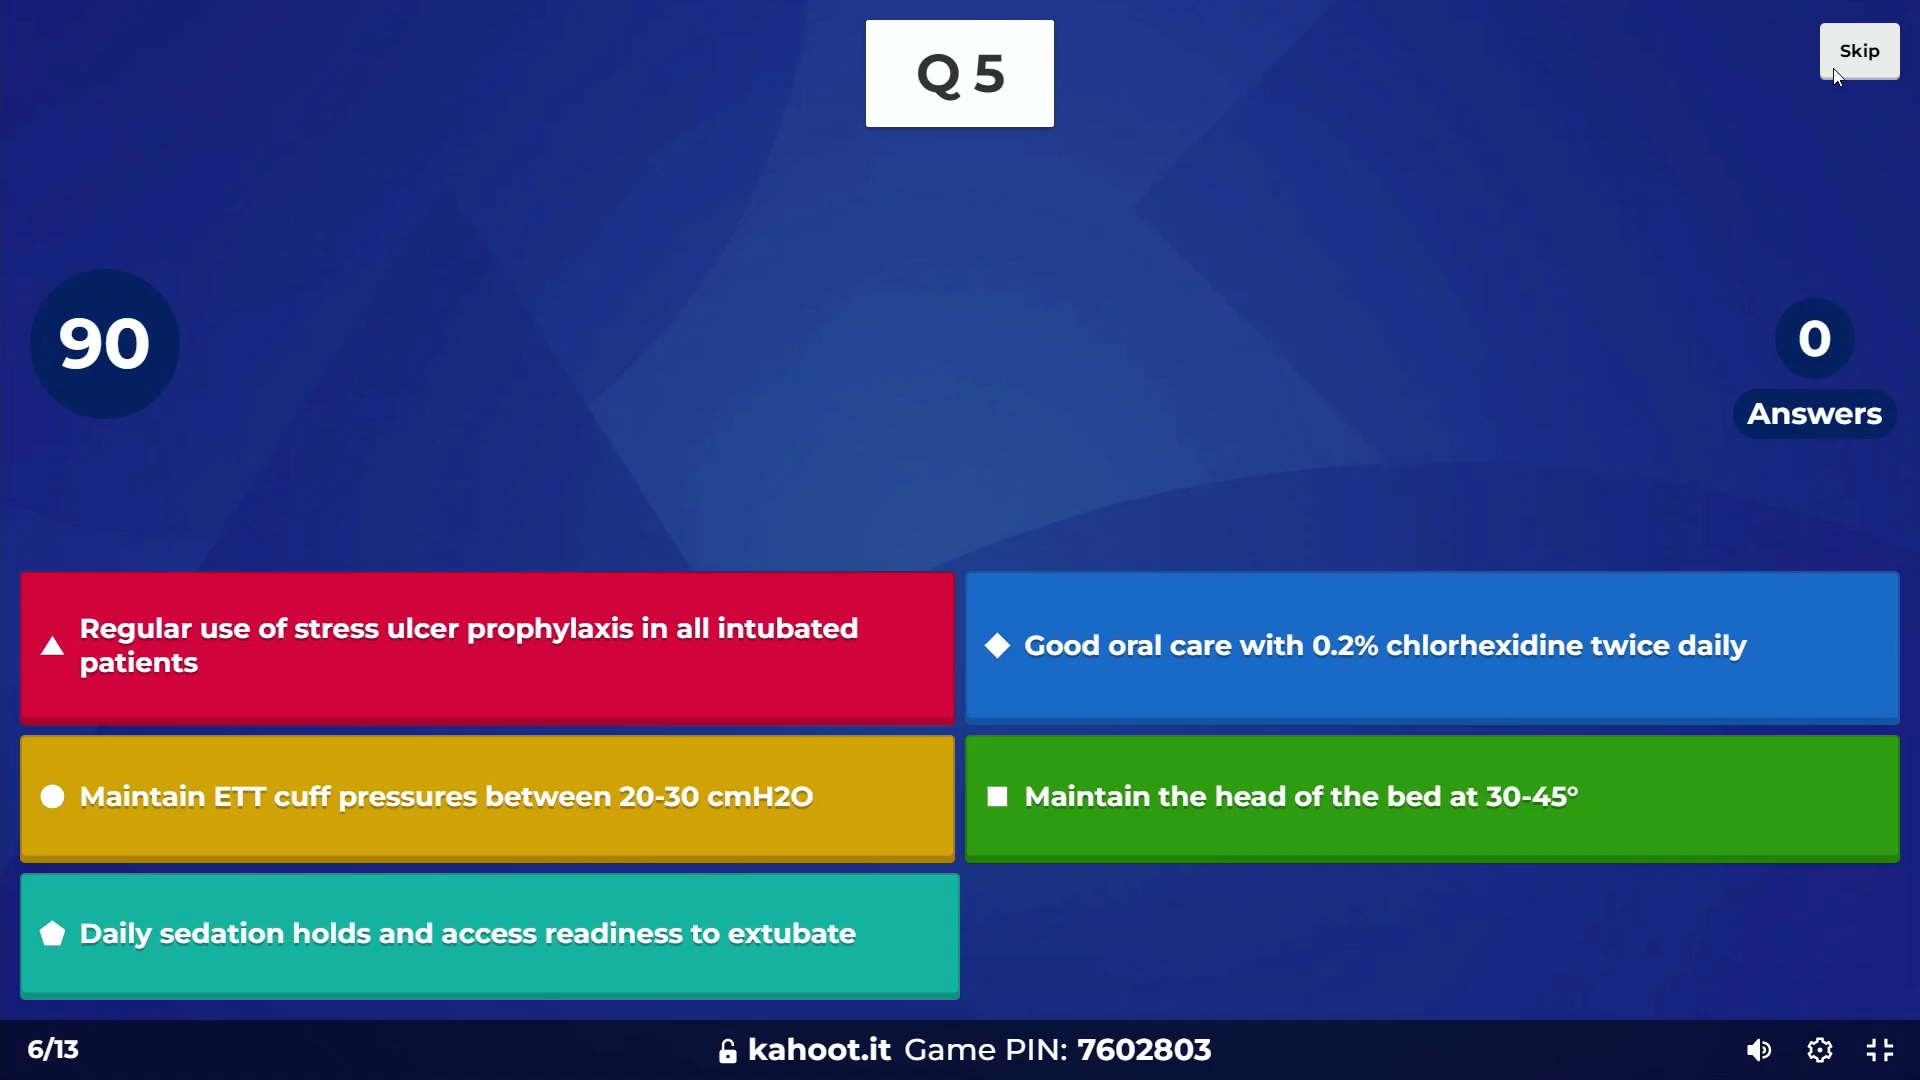 Q 5
Skip
90
0
Answers
Regular use of stress ulcer prophylaxis in all intubated
patients
Good oral care with 0.2% chlorhexidine twice daily
Maintain ETT cuff pressures between 20-30 cmH2O
Maintain the head of the bed at 30-45°
Daily sedation holds and access readiness to extubate
6/13
kahoot.it Game PIN: 7602803